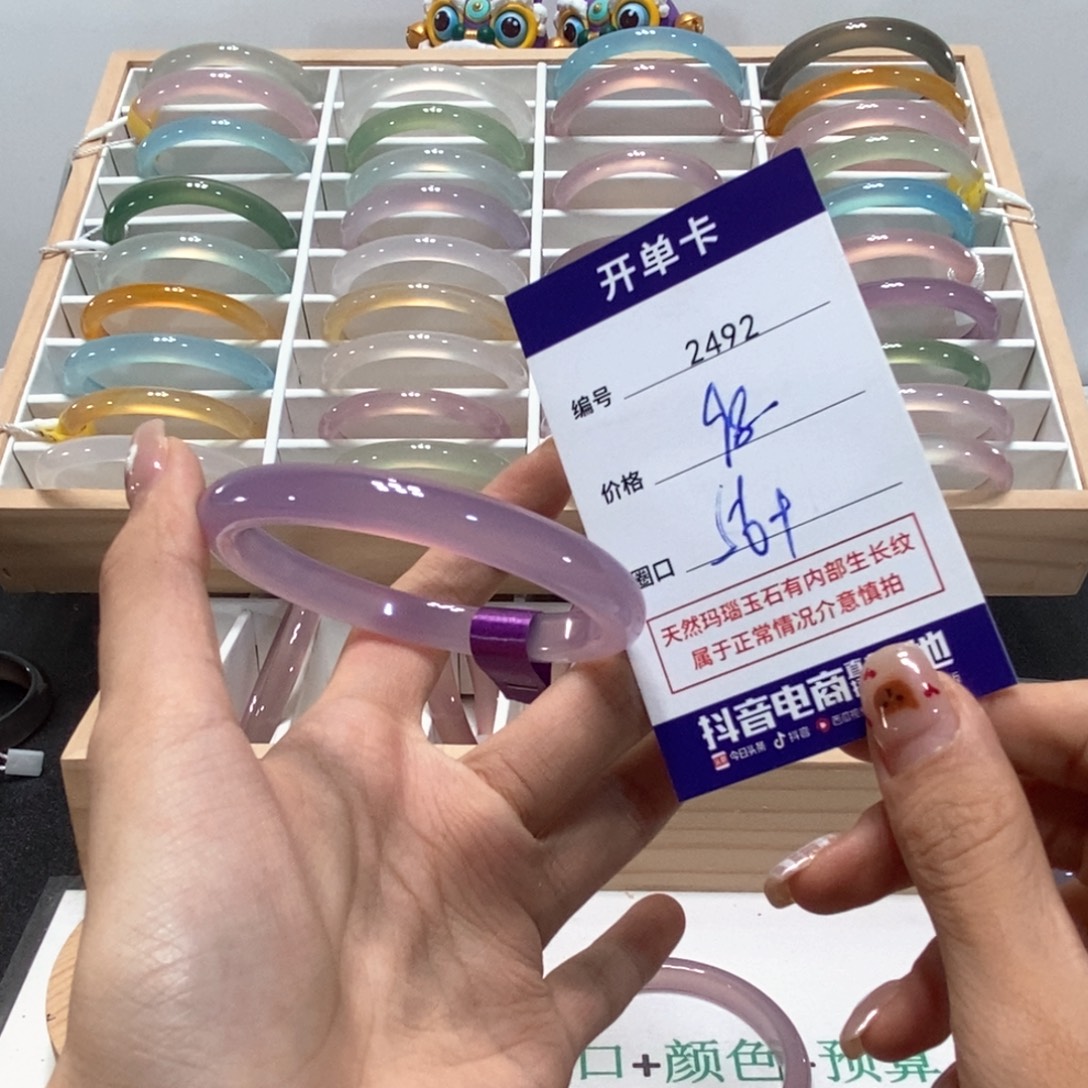 开单卡
编号 2492
价格 98
圈口 56+
天然玛瑙玉石有内部生长纹
属于正常情况介意慎拍
抖音电商
今日头条 抖音
口+颜色+预算